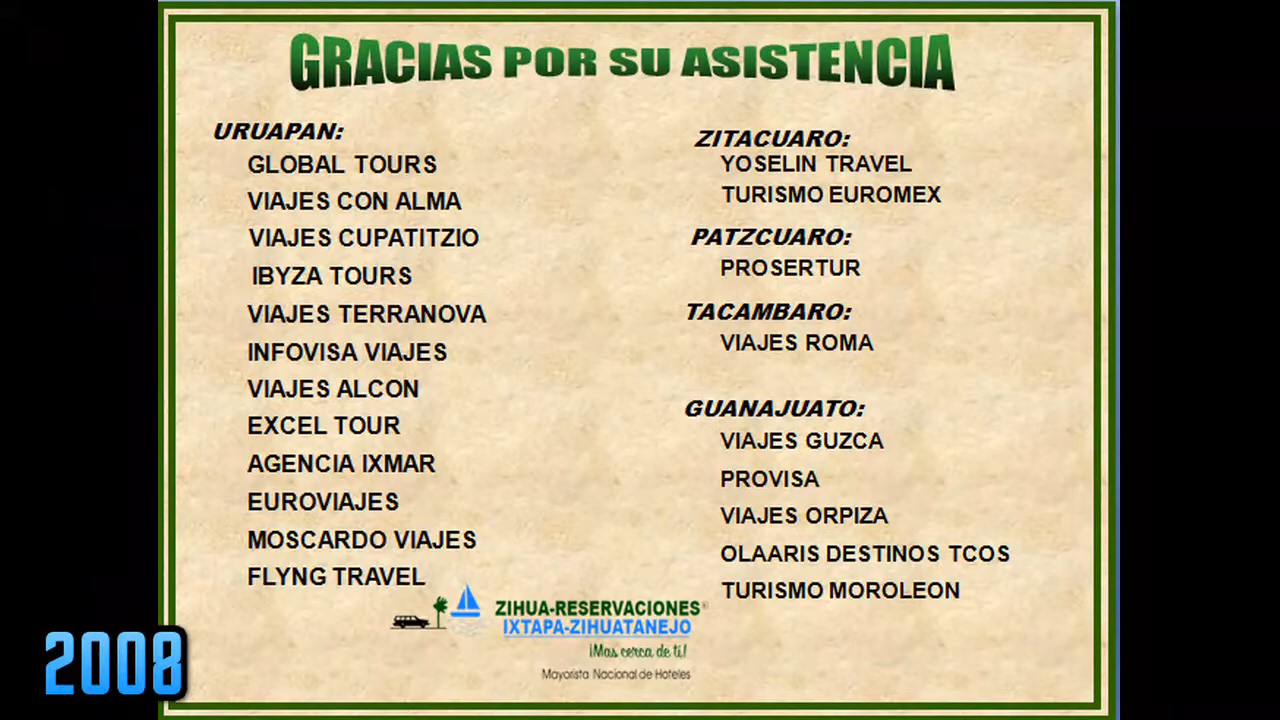 GRACIAS POR SU ASISTENCIA
URUAPAN:
GLOBAL TOURS
VIAJES CON ALMA
VIAJES CUPATITZIO
IBYZA TOURS
VIAJES TERRANOVA
INFOVISA VIAJES
VIAJES ALCON
EXCEL TOUR
AGENCIA IXMAR
EUROVIAJES
MOSCARDO VIAJES
FLYNG TRAVEL
ZITACUARO:
YOSELIN TRAVEL
TURISMO EUROMEX
PATZCUARO:
PROSERTUR
TACAMBARO:
VIAJES ROMA
GUANAJUATO:
VIAJES GUZCA
PROVISA
VIAJES ORPIZA
OLAARIS DESTINOS TCOS
TURISMO MOROLEON
ZIHUA-RESERVACIONES®
IXTAPA-ZIHUATANEJO
¡Mas cerca de ti!
Mayorista Nacional de Hoteles
2008